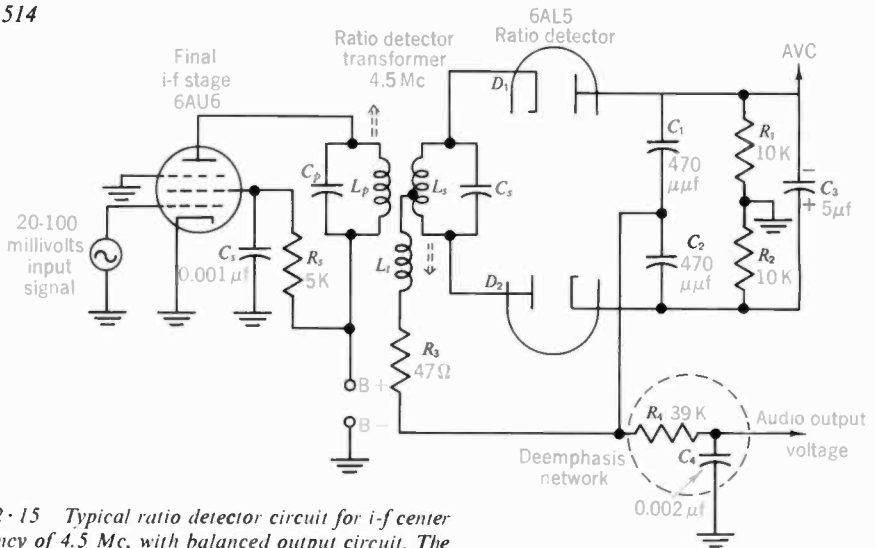 514
6AL5
Ratio detector
AVC
Final
i-f stage
6AU6
Ratio detector
transformer
4.5 Mc
D₁
C₁
470
μμf
R₁
10 K
−
C₃
+ 5μf
Cₚ
Lₚ
Lₛ
Cₛ
20-100
millivolts
input
signal
Cₛ
0.001 μf
Rₛ
5K
Lₜ
D₂
C₂
470
μμf
R₂
10 K
R₃
47Ω
B +
B −
R₄ 39 K
Audio output
voltage
Deemphasis
network
C₄
0.002 μf
2·15 Typical ratio detector circuit for i-f center
ncy of 4.5 Mc, with balanced output circuit. The